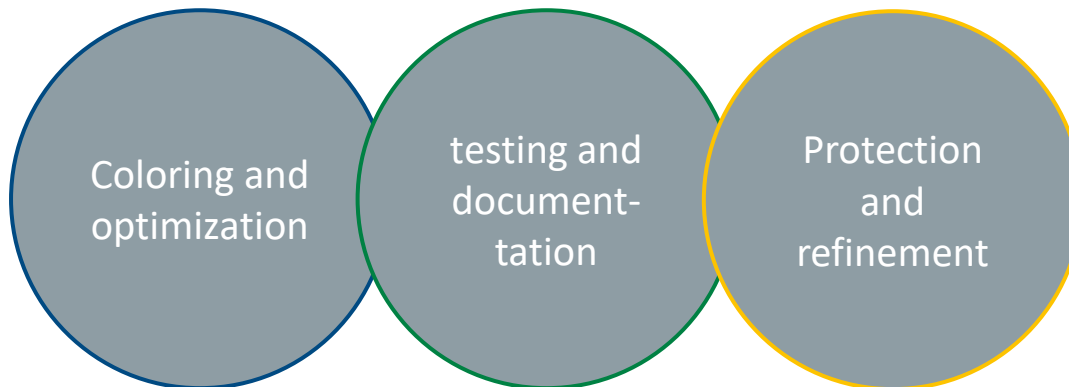 Coloring and
optimization
testing and
document-
tation
Protection
and
refinement